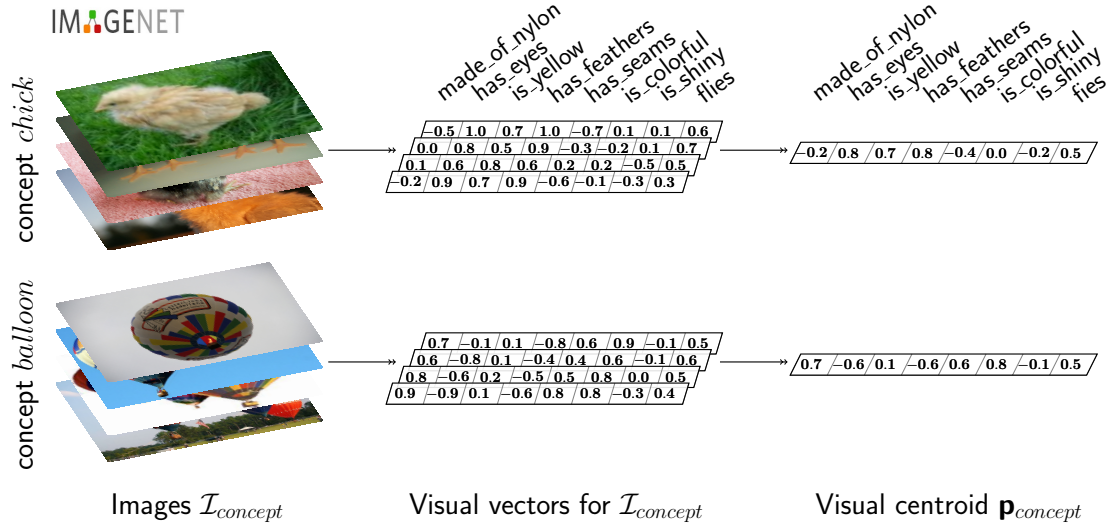 IMAGENET
made_of_nylon
has_eyes
is_yellow
has_feathers
has_seams
is_colorful
is_shiny
flies
made_of_nylon
has_eyes
is_yellow
has_feathers
has_seams
is_colorful
is_shiny
fies
concept chick
−0.5 1.0 0.7 1.0 −0.7 0.1 0.1 0.6
0.0 0.8 0.5 0.9 −0.3 −0.2 0.1 0.7
0.1 0.6 0.8 0.6 0.2 0.2 −0.5 0.5
−0.2 0.9 0.7 0.9 −0.6 −0.1 −0.3 0.3
−0.2 0.8 0.7 0.8 −0.4 0.0 −0.2 0.5
concept balloon
0.7 −0.1 0.1 −0.8 0.6 0.9 −0.1 0.5
0.6 −0.8 0.1 −0.4 0.4 0.6 −0.1 0.6
0.8 −0.6 0.2 −0.5 0.5 0.8 0.0 0.5
0.9 −0.9 0.1 −0.6 0.8 0.8 −0.3 0.4
0.7 −0.6 0.1 −0.6 0.6 0.8 −0.1 0.5
Images I_concept
Visual vectors for I_concept
Visual centroid p_concept